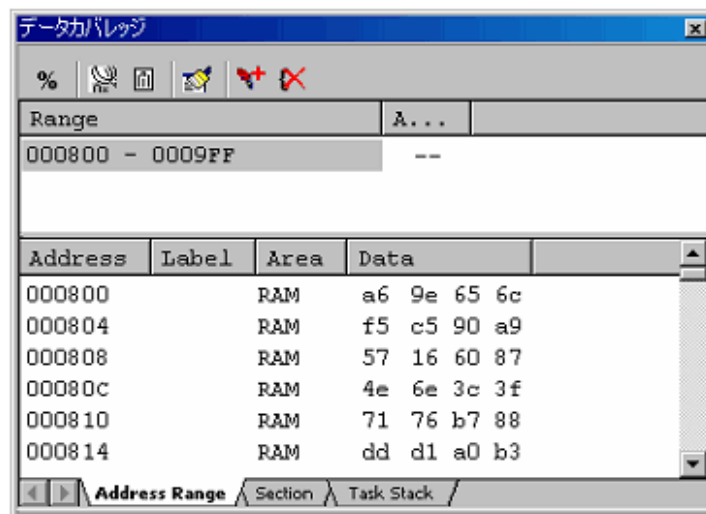 データカバレッジ
%
Range A...
000800 - 0009FF --
Address Label Area Data
000800 RAM a6 9e 65 6c
000804 RAM f5 c5 90 a9
000808 RAM 57 16 60 87
00080C RAM 4e 6e 3c 3f
000810 RAM 71 76 b7 88
000814 RAM dd d1 a0 b3
Address Range Section Task Stack